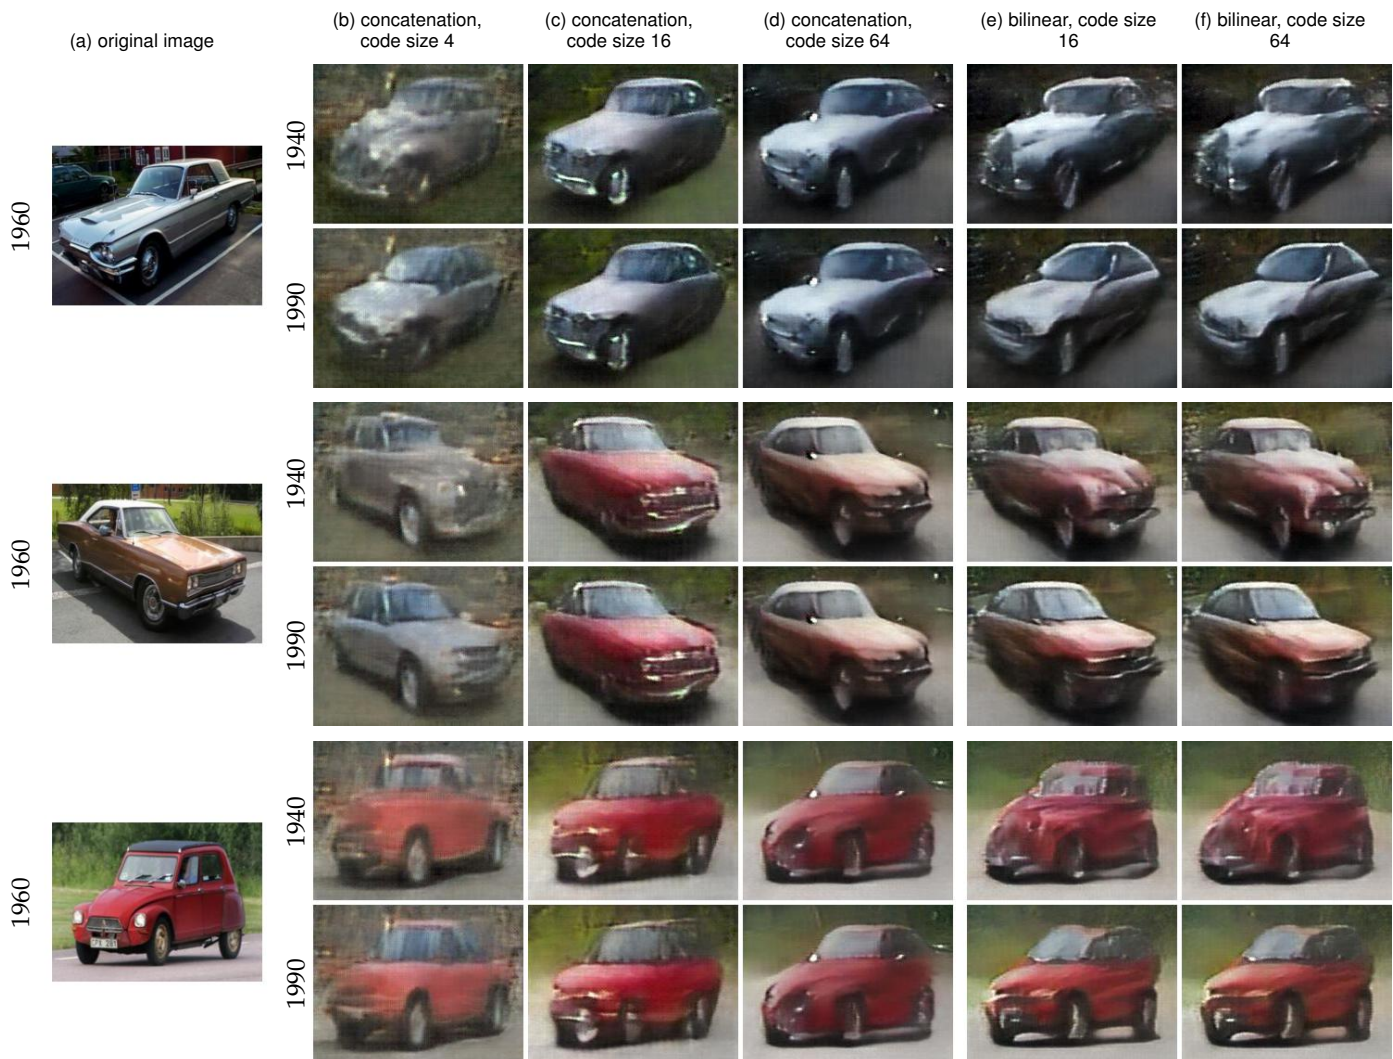 (a) original image
(b) concatenation,
code size 4
(c) concatenation,
code size 16
(d) concatenation,
code size 64
(e) bilinear, code size
16
(f) bilinear, code size
64
1960
1940
1990
1960
1940
1990
1960
1940
1990